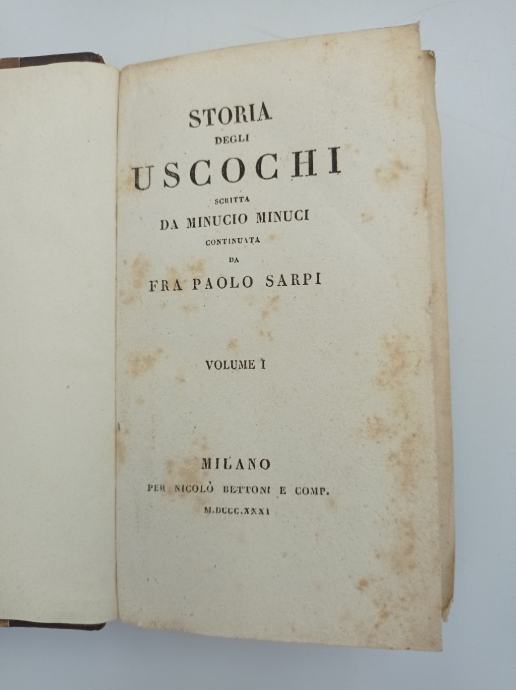 STORIA
DEGLI
USCOCHI
SCRITTA
DA MINUCIO MINUCI
CONTINUATA
DA
FRA PAOLO SARPI
VOLUME I
MILANO
PER NICOLÒ BETTONI E COMP.
M.DCCC.XXXI